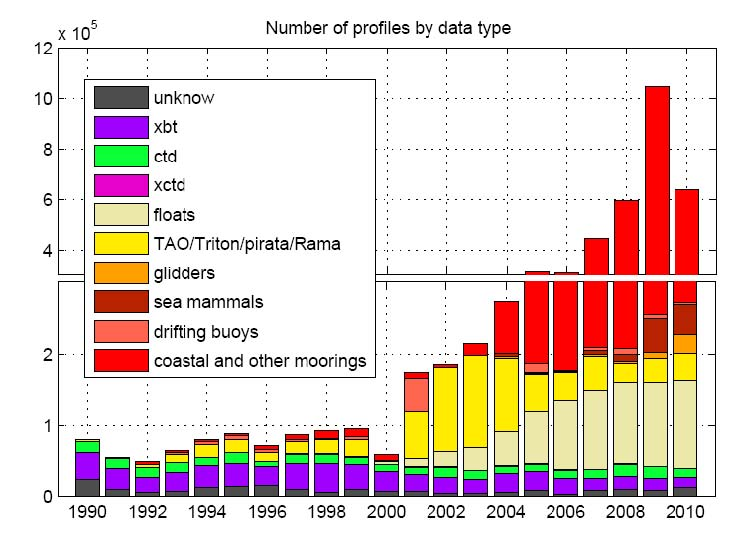 Number of profiles by data type
x 10⁵
12
10
8
6
4
2
1
0
unknow
xbt
ctd
xctd
floats
TAO/Triton/pirata/Rama
glidders
sea mammals
drifting buoys
coastal and other moorings
1990 1992 1994 1996 1998 2000 2002 2004 2006 2008 2010